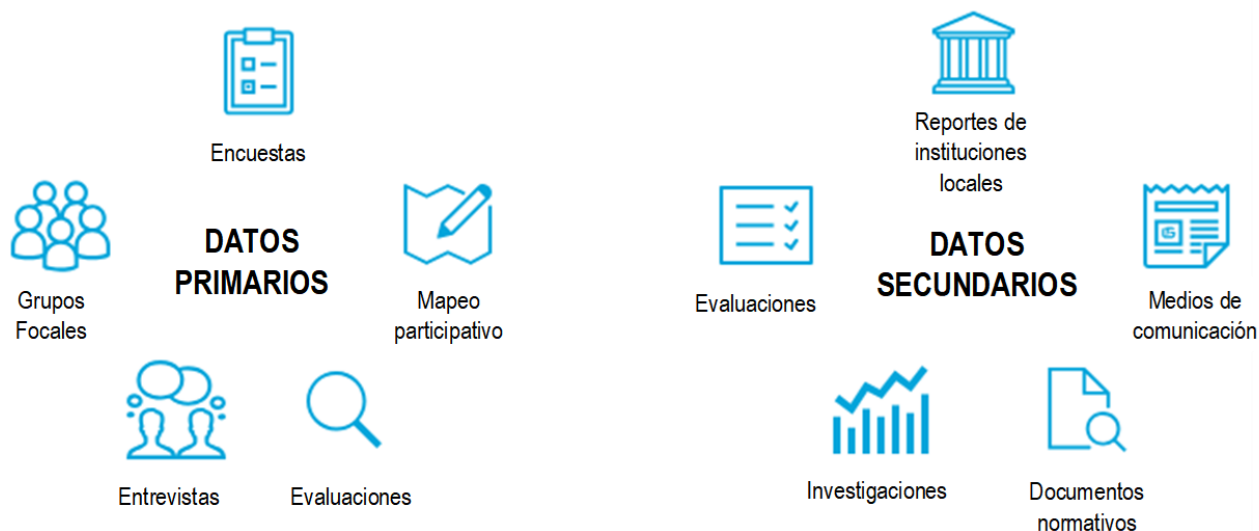 Encuestas
Grupos
Focales
DATOS
PRIMARIOS
Mapeo
participativo
Entrevistas
Evaluaciones
Reportes de
instituciones
locales
Evaluaciones
DATOS
SECUNDARIOS
Medios de
comunicación
Investigaciones
Documentos
normativos